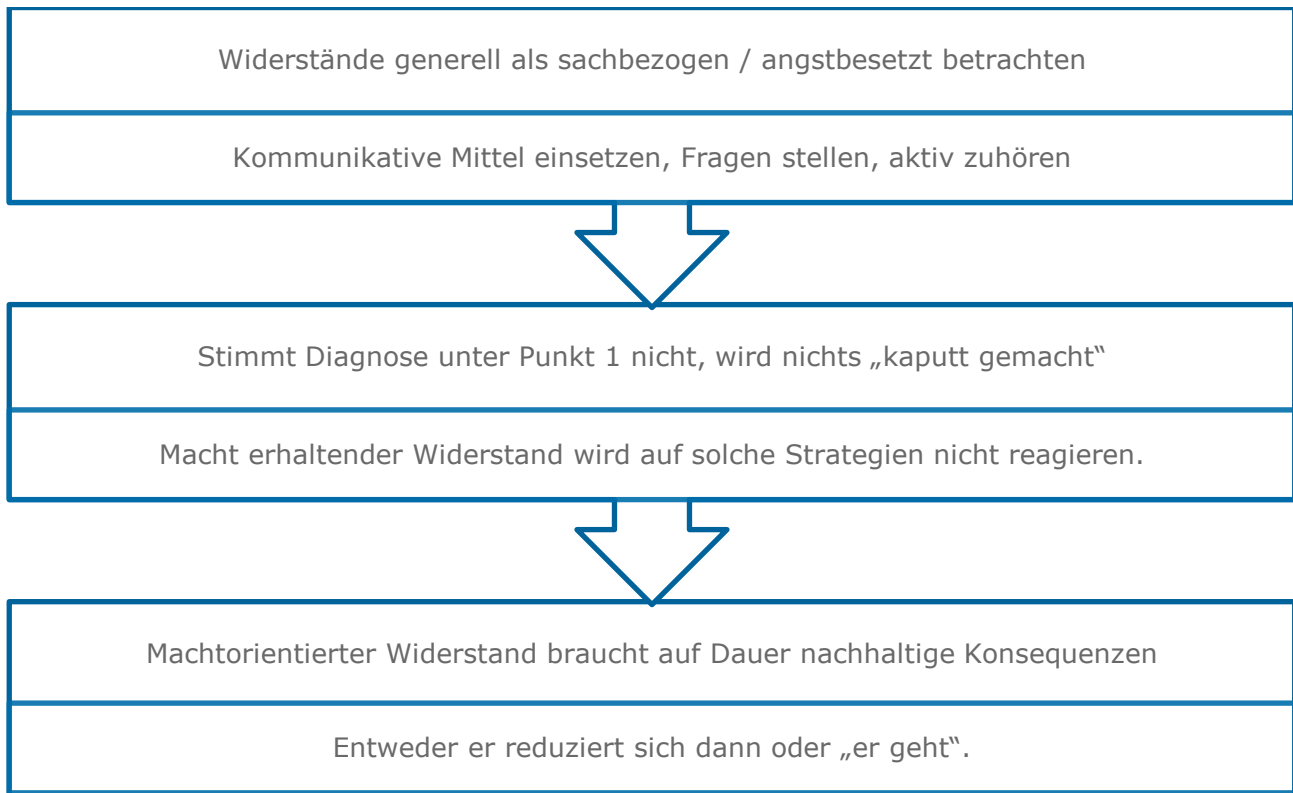 Widerstände generell als sachbezogen / angstbesetzt betrachten
Kommunikative Mittel einsetzen, Fragen stellen, aktiv zuhören
Stimmt Diagnose unter Punkt 1 nicht, wird nichts „kaputt gemacht“
Macht erhaltender Widerstand wird auf solche Strategien nicht reagieren.
Machtorientierter Widerstand braucht auf Dauer nachhaltige Konsequenzen
Entweder er reduziert sich dann oder „er geht“.